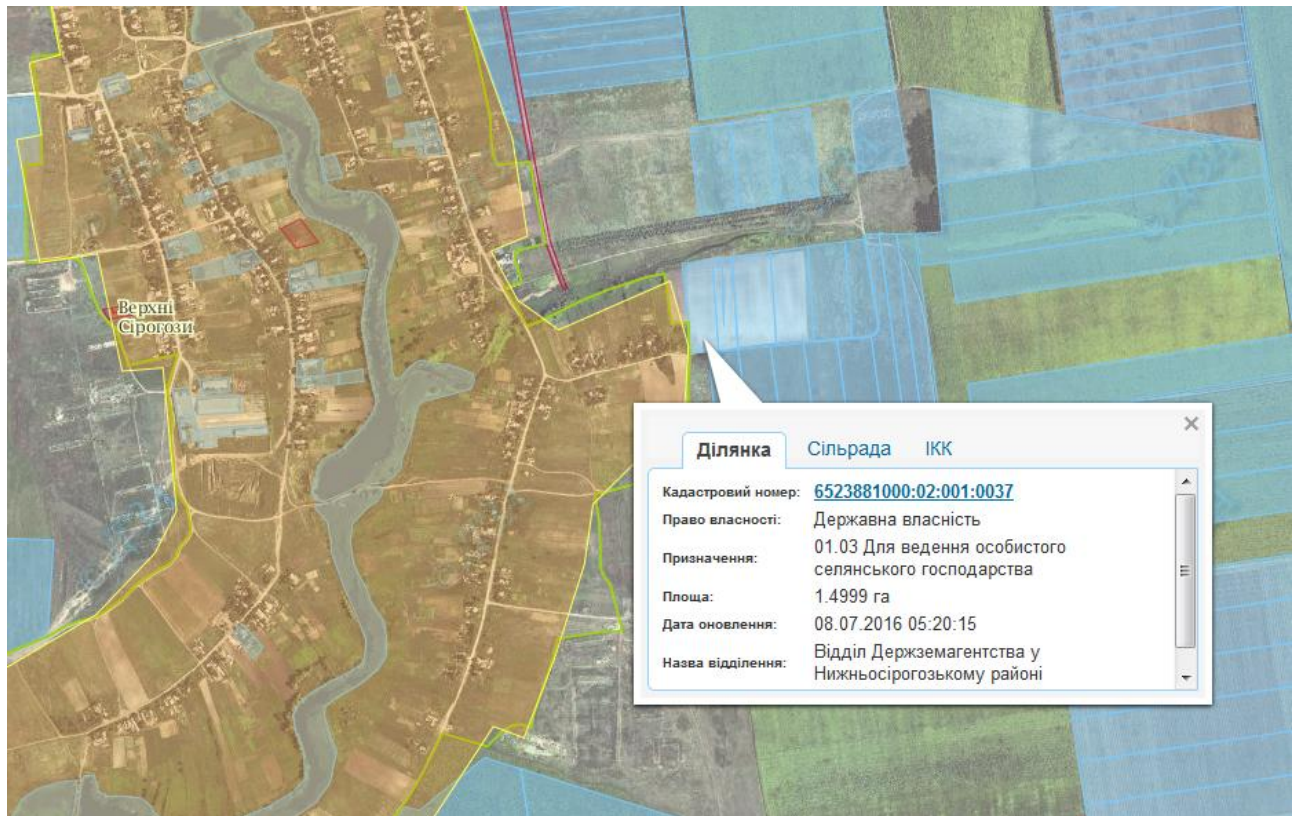 Верхні
Сірогози
×
Ділянка Сільрада ІКК
Кадастровий номер: 6523881000:02:001:0037
Право власності: Державна власність
Призначення: 01.03 Для ведення особистого
селянського господарства
Площа: 1.4999 га
Дата оновлення: 08.07.2016 05:20:15
Назва відділення: Відділ Держземагентства у
Нижньосірогозькому районі